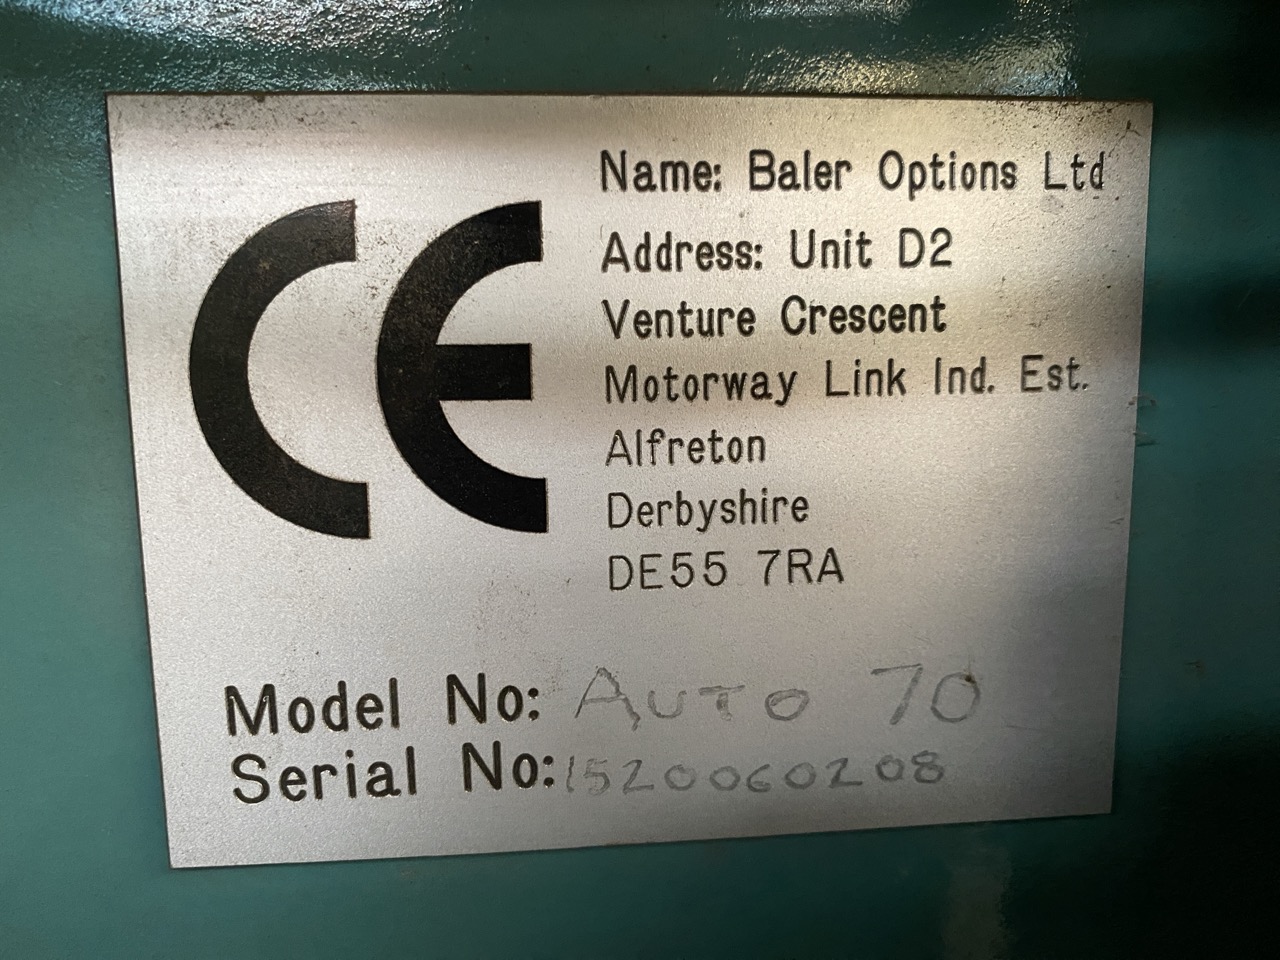 CE
Name: Baler Options Ltd
Address: Unit D2
Venture Crescent
Motorway Link Ind. Est.
Alfreton
Derbyshire
DE55 7RA
Model No: AUTO 70
Serial No: 1520060208